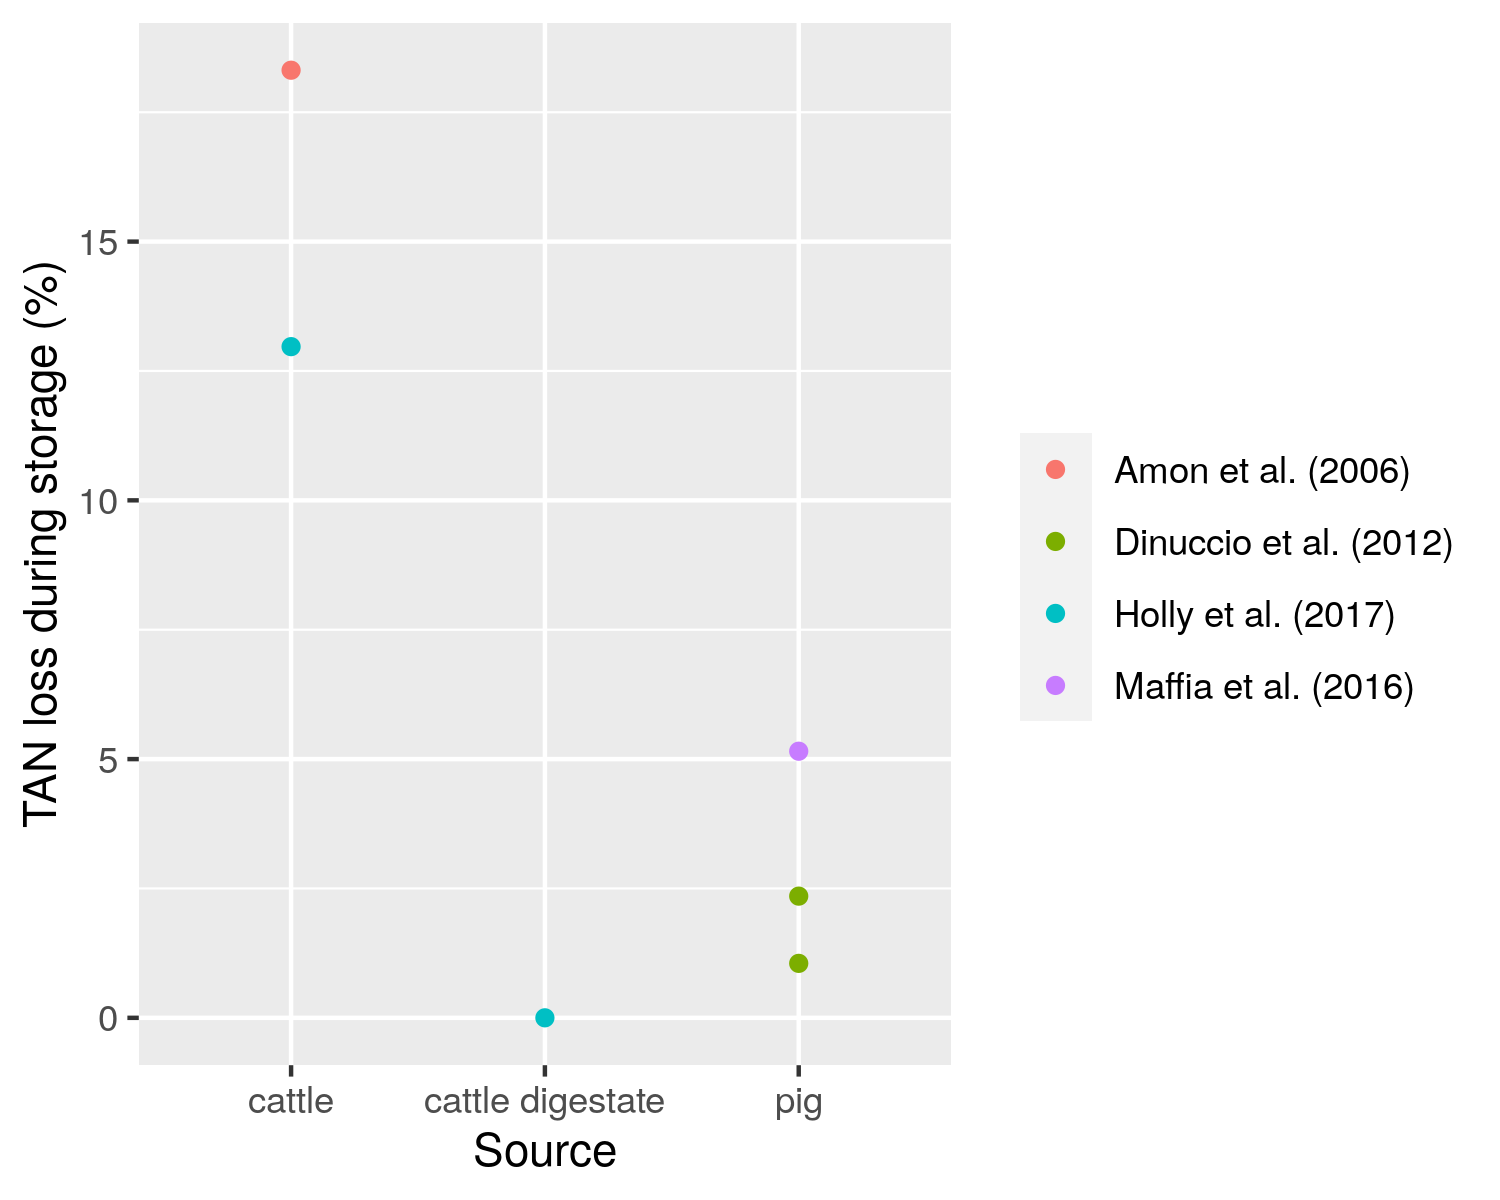 TAN loss during storage (%)
15
10
5
0
cattle
cattle digestate
pig
Source
Amon et al. (2006)
Dinuccio et al. (2012)
Holly et al. (2017)
Maffia et al. (2016)